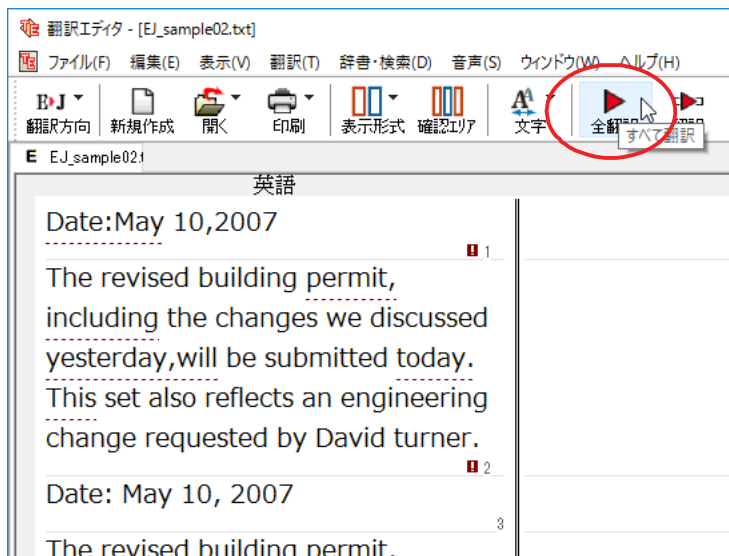 翻訳エディタ - [EJ_sample02.txt]
ファイル(F) 編集(E) 表示(V) 翻訳(T) 辞書・検索(D) 音声(S) ウィンドウ(W) ヘルプ(H)
E▶J
翻訳方向 新規作成 開く 印刷 表示形式 確認エリア 文字 全翻訳 翻訳
すべて翻訳
E EJ_sample02.t
英語
Date:May 10,2007
1
The revised building permit,
including the changes we discussed
yesterday,will be submitted today.
This set also reflects an engineering
change requested by David turner.
2
Date: May 10, 2007
3
The revised building permit,